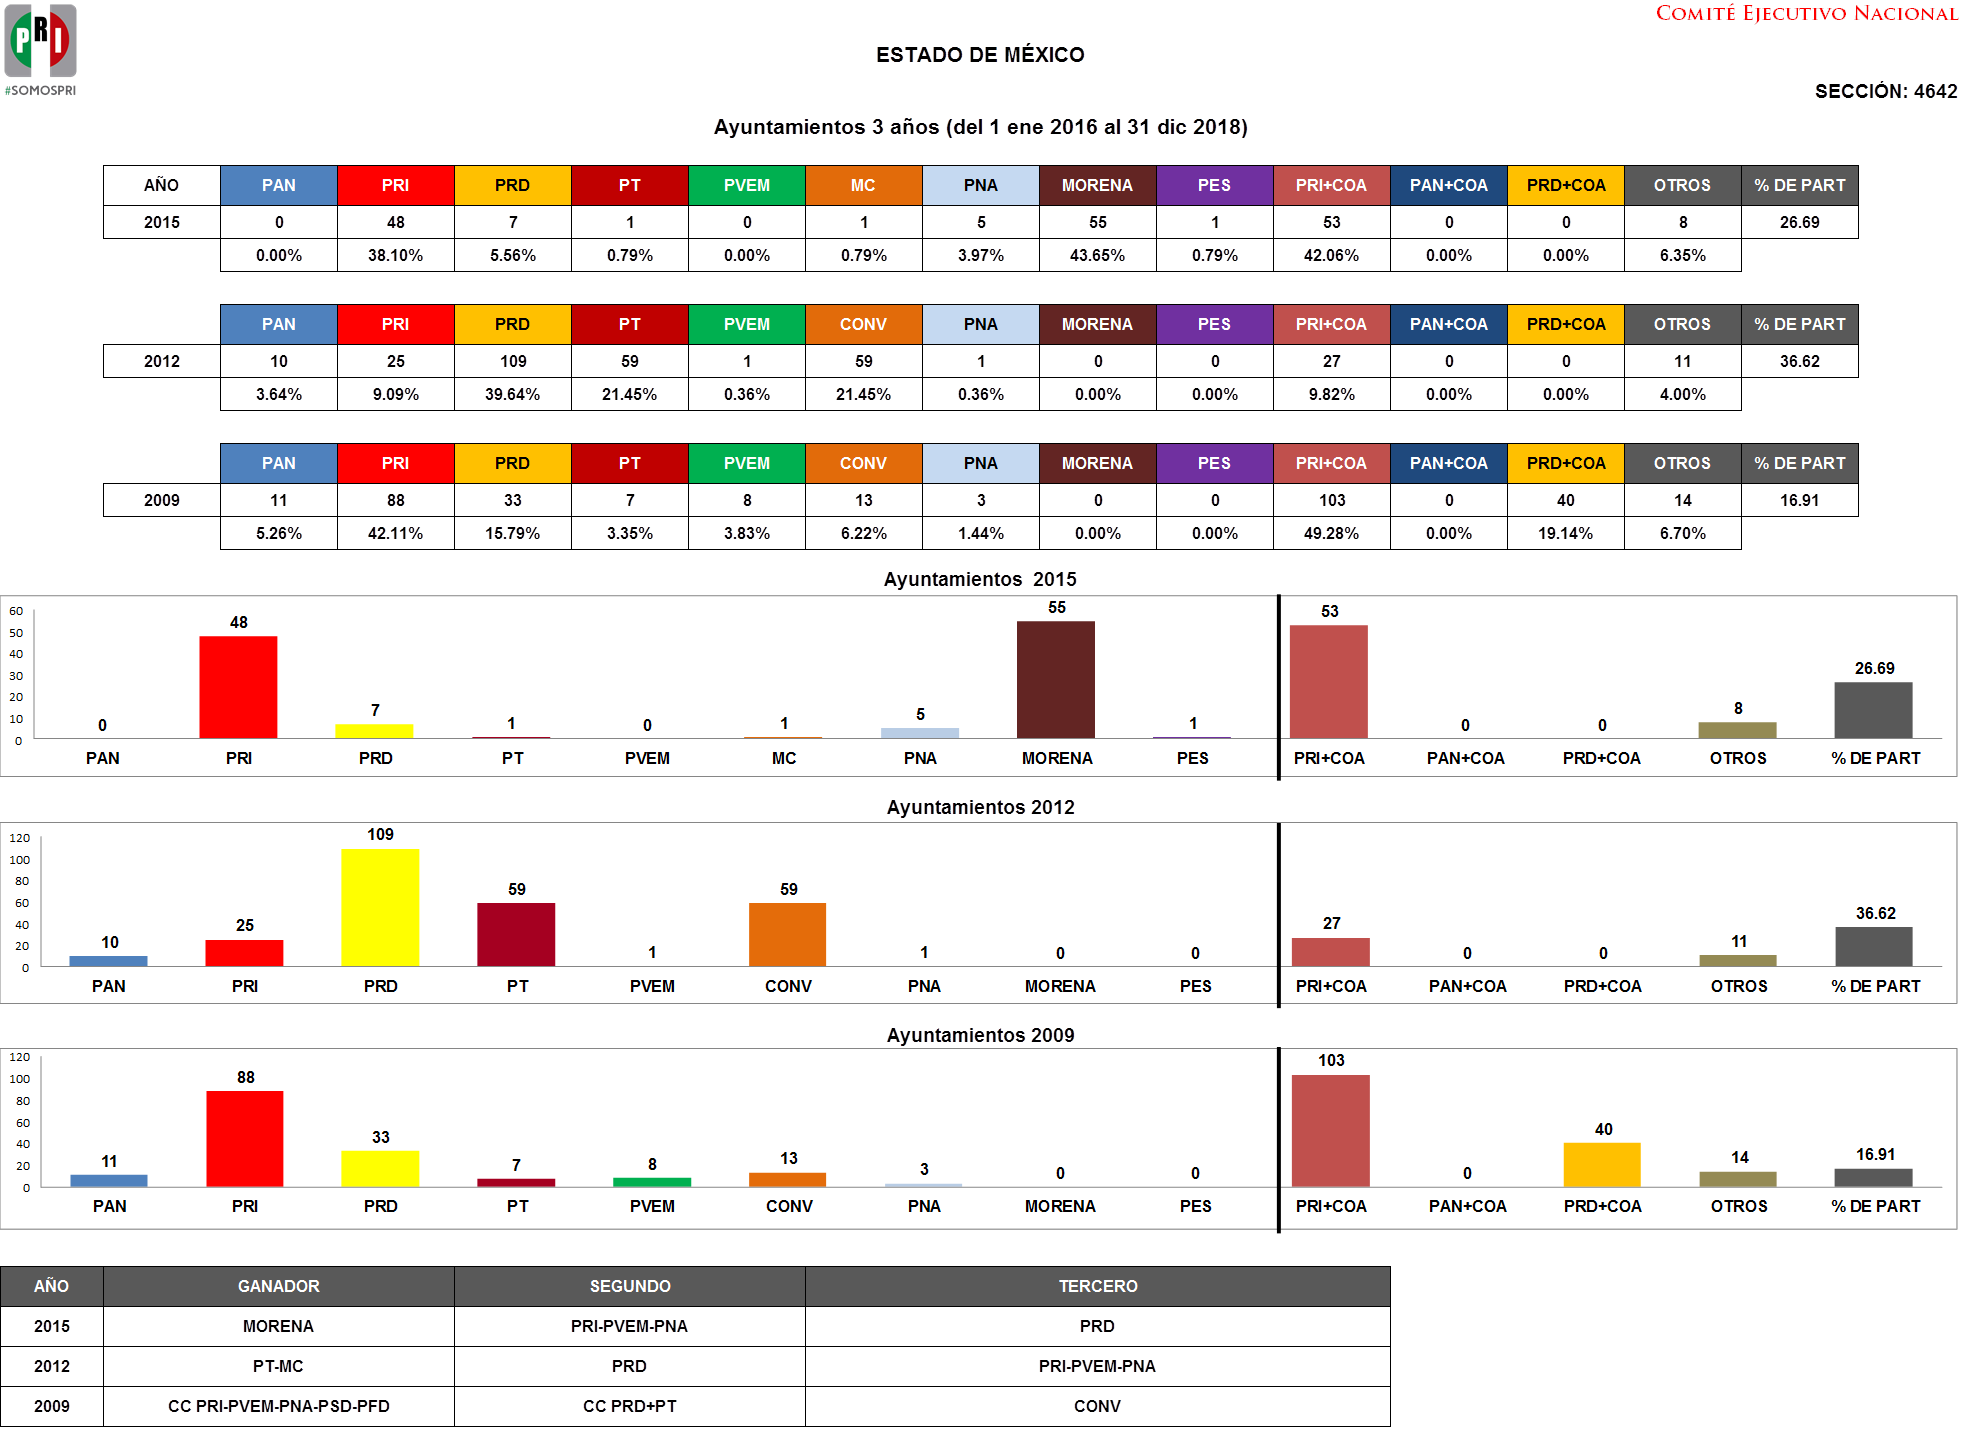 COMITÉ EJECUTIVO NACIONAL
PRI
#SOMOSPRI
ESTADO DE MÉXICO
SECCIÓN: 4642
Ayuntamientos 3 años (del 1 ene 2016 al 31 dic 2018)
AÑO PAN PRI PRD PT PVEM MC PNA MORENA PES PRI+COA PAN+COA PRD+COA OTROS % DE PART
2015 0 48 7 1 0 1 5 55 1 53 0 0 8 26.69
0.00% 38.10% 5.56% 0.79% 0.00% 0.79% 3.97% 43.65% 0.79% 42.06% 0.00% 0.00% 6.35%
PAN PRI PRD PT PVEM CONV PNA MORENA PES PRI+COA PAN+COA PRD+COA OTROS % DE PART
2012 10 25 109 59 1 59 1 0 0 27 0 0 11 36.62
3.64% 9.09% 39.64% 21.45% 0.36% 21.45% 0.36% 0.00% 0.00% 9.82% 0.00% 0.00% 4.00%
PAN PRI PRD PT PVEM CONV PNA MORENA PES PRI+COA PAN+COA PRD+COA OTROS % DE PART
2009 11 88 33 7 8 13 3 0 0 103 0 40 14 16.91
5.26% 42.11% 15.79% 3.35% 3.83% 6.22% 1.44% 0.00% 0.00% 49.28% 0.00% 19.14% 6.70%
Ayuntamientos 2015
60
50
40
30
20
10
0
0 48 7 1 0 1 5 55 1 53 0 0 8 26.69
PAN PRI PRD PT PVEM MC PNA MORENA PES PRI+COA PAN+COA PRD+COA OTROS % DE PART
Ayuntamientos 2012
120
100
80
60
40
20
0
10 25 109 59 1 59 1 0 0 27 0 0 11 36.62
PAN PRI PRD PT PVEM CONV PNA MORENA PES PRI+COA PAN+COA PRD+COA OTROS % DE PART
Ayuntamientos 2009
120
100
80
60
40
20
0
11 88 33 7 8 13 3 0 0 103 0 40 14 16.91
PAN PRI PRD PT PVEM CONV PNA MORENA PES PRI+COA PAN+COA PRD+COA OTROS % DE PART
AÑO GANADOR SEGUNDO TERCERO
2015 MORENA PRI-PVEM-PNA PRD
2012 PT-MC PRD PRI-PVEM-PNA
2009 CC PRI-PVEM-PNA-PSD-PFD CC PRD+PT CONV